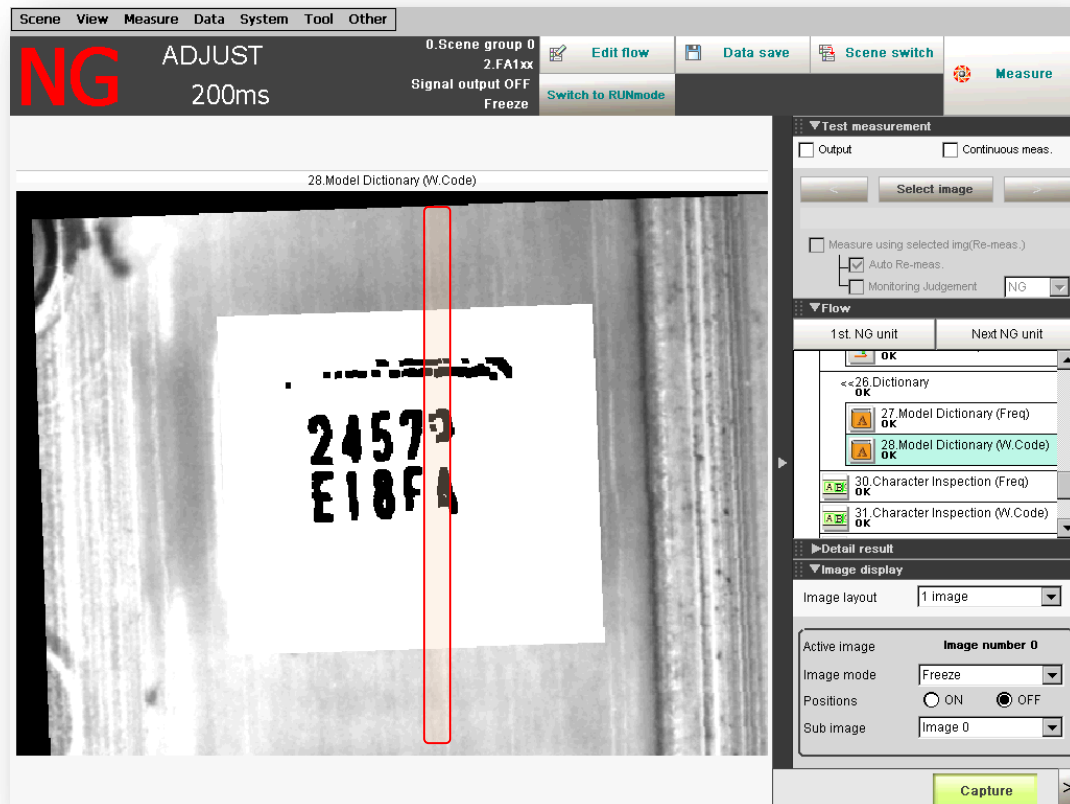 Scene View Measure Data System Tool Other
NG
ADJUST
200ms
0.Scene group 0
2.FA1xx
Signal output OFF
Freeze
Edit flow
Switch to RUNmode
Data save
Scene switch
Measure
28.Model Dictionary (W.Code)
2457
E18FA
▼Test measurement
Output
Continuous meas.
<
Select image
>
Measure using selected img(Re-meas.)
Auto Re-meas.
Monitoring Judgement
NG
▼Flow
1st. NG unit
Next NG unit
OK
<<26.Dictionary
OK
27.Model Dictionary (Freq)
OK
28.Model Dictionary (W.Code)
OK
30.Character Inspection (Freq)
OK
31.Character Inspection (W.Code)
OK
▶Detail result
▼Image display
Image layout
1 image
Active image
Image number 0
Image mode
Freeze
Positions
ON
OFF
Sub image
Image 0
Capture
>